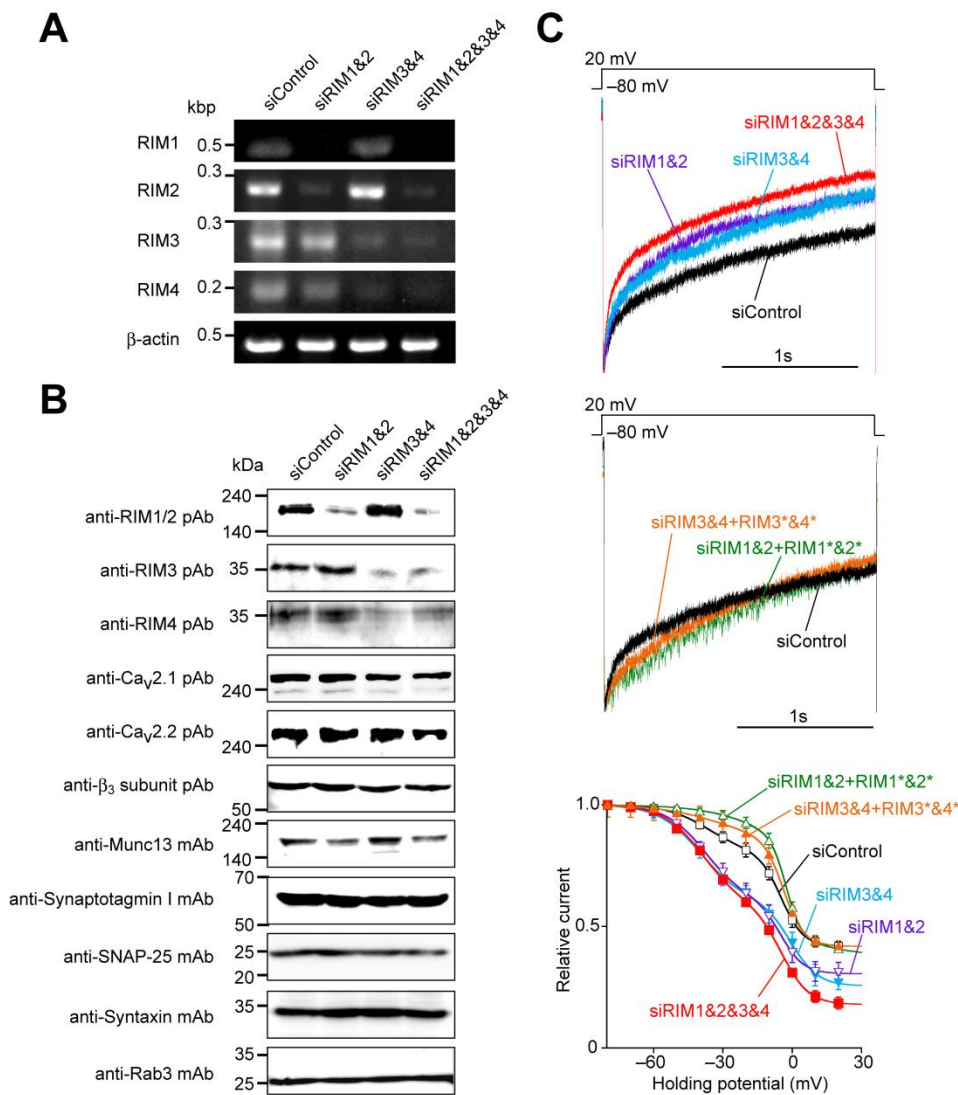 A
siControl
siRIM1&2
siRIM3&4
siRIM1&2&3&4
kbp
RIM1
0.5
RIM2
0.3
RIM3
0.3
RIM4
0.2
β-actin
0.5
B
siControl
siRIM1&2
siRIM3&4
siRIM1&2&3&4
kDa
anti-RIM1/2 pAb
240
140
anti-RIM3 pAb
35
anti-RIM4 pAb
35
anti-CaV2.1 pAb
240
anti-CaV2.2 pAb
240
anti-β3 subunit pAb
50
anti-Munc13 mAb
240
140
anti-Synaptotagmin I mAb
70
50
anti-SNAP-25 mAb
25
20
anti-Syntaxin mAb
35
anti-Rab3 mAb
25
C
20 mV
–80 mV
siRIM1&2&3&4
siRIM1&2
siRIM3&4
siControl
1s
20 mV
–80 mV
siRIM3&4+RIM3*&4*
siRIM1&2+RIM1*&2*
siControl
1s
siRIM1&2+RIM1*&2*
siRIM3&4+RIM3*&4*
siControl
siRIM3&4
siRIM1&2
siRIM1&2&3&4
1.0
0.5
0
Relative current
–60
–30
0
30
Holding potential (mV)